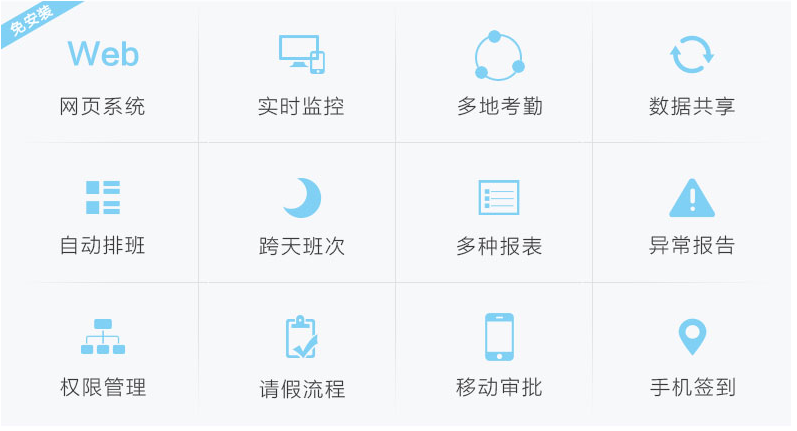 免安装
Web
网页系统
实时监控
多地考勤
数据共享
自动排班
跨天班次
多种报表
异常报告
权限管理
请假流程
移动审批
手机签到